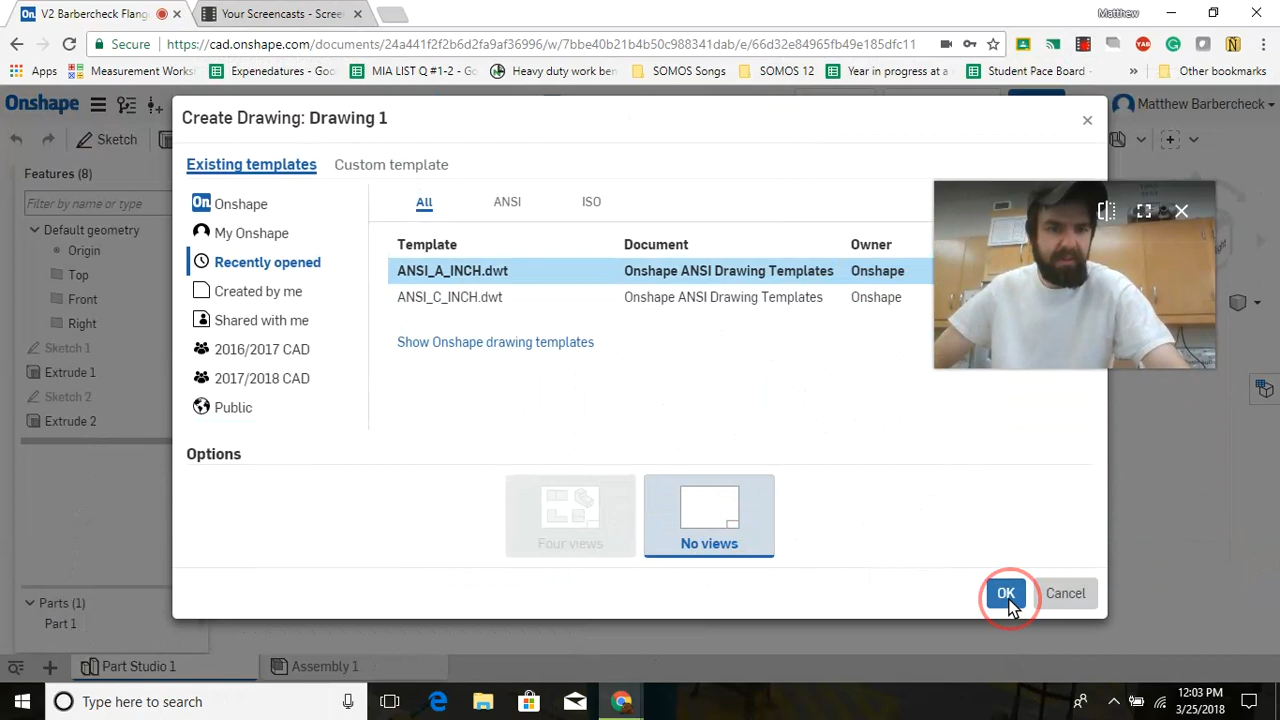 On V2 Barbercheck Flang
Your Screencasts - Scree
Matthew
Secure
https://cad.onshape.com/documents/24a441f2f2b6d2fa9af36996/w/7bbe40b21b4b50c988341dab/e/66d32e84965fb49e185dfc11
Apps
Measurement Works
Expenedatures - Goo
MIA LIST Q #1-2 - Go
Heavy duty work ben
SOMOS Songs
SOMOS 12
Year in progress at a
Student Pace Board -
»
Other bookmarks
Onshape
Matthew Barbercheck
Sketch
Create Drawing: Drawing 1
Features (8)
Filter by name or type
Default geometry
Origin
Top
Front
Right
Sketch 1
Extrude 1
Sketch 2
Extrude 2
Parts (1)
Part 1
Existing templates
Custom template
On Onshape
My Onshape
Recently opened
Created by me
Shared with me
2016/2017 CAD
2017/2018 CAD
Public
All
ANSI
ISO
Template Document Owner
ANSI_A_INCH.dwt Onshape ANSI Drawing Templates Onshape
ANSI_C_INCH.dwt Onshape ANSI Drawing Templates Onshape
Show Onshape drawing templates
Options
Four views
No views
OK
Cancel
Part Studio 1
Assembly 1
Type here to search
12:03 PM
3/25/2018